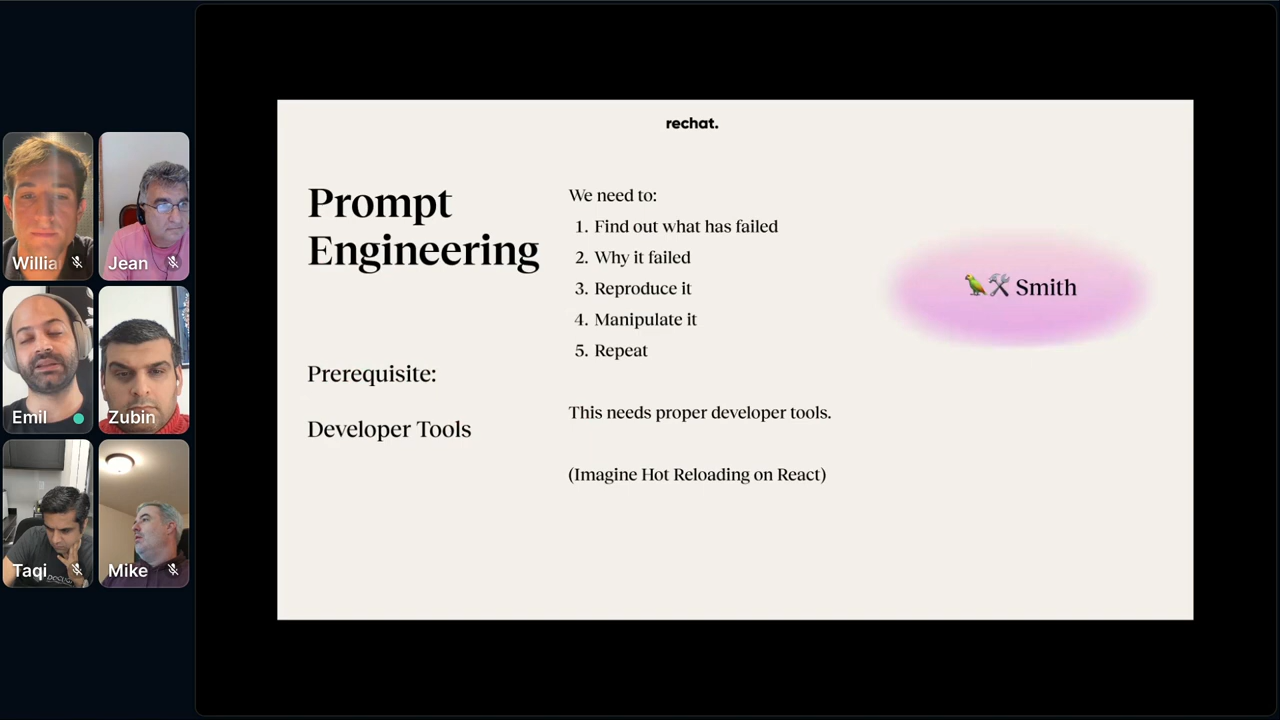 Willia
Jean
Emil
Zubin
Taqi
Mike
rechat.
Prompt
Engineering
Prerequisite:
Developer Tools
We need to:
1. Find out what has failed
2. Why it failed
3. Reproduce it
4. Manipulate it
5. Repeat
This needs proper developer tools.
(Imagine Hot Reloading on React)
🦜🛠️ Smith